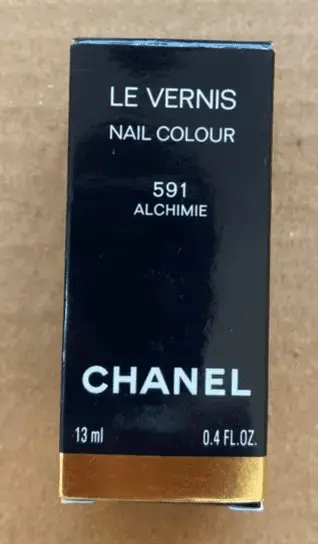 LE VERNIS
NAIL COLOUR
591
ALCHIMIE
CHANEL
13 ml 0.4 FL.OZ.